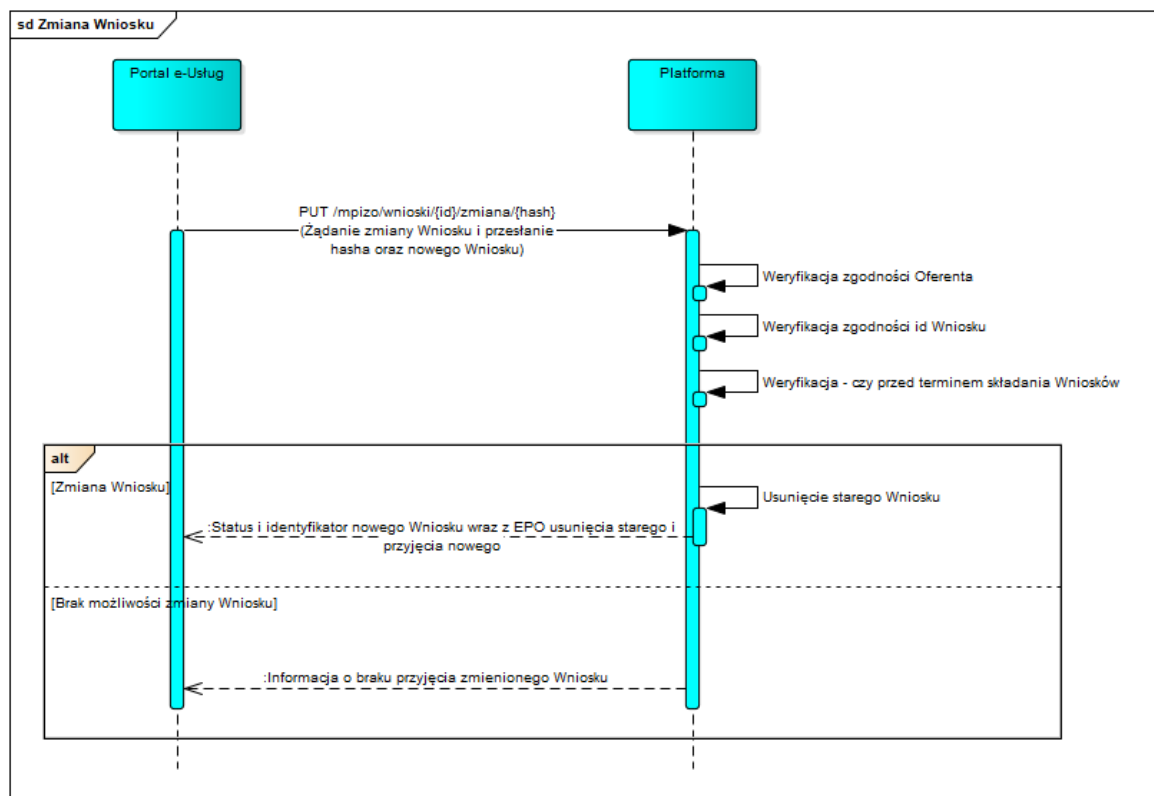 sd Zmiana Wniosku
Portal e-Usług
Platforma
PUT /mpizo/wnioski/{id}/zmiana/{hash}
(Żądanie zmiany Wniosku i przesłanie
hasha oraz nowego Wniosku)
Weryfikacja zgodności Oferenta
Weryfikacja zgodności id Wniosku
Weryfikacja - czy przed terminem składania Wniosków
alt
[Zmiana Wniosku]
Usunięcie starego Wniosku
:Status i identyfikator nowego Wniosku wraz z EPO usunięcia starego i
przyjęcia nowego
[Brak możliwości zmiany Wniosku]
:Informacja o braku przyjęcia zmienionego Wniosku